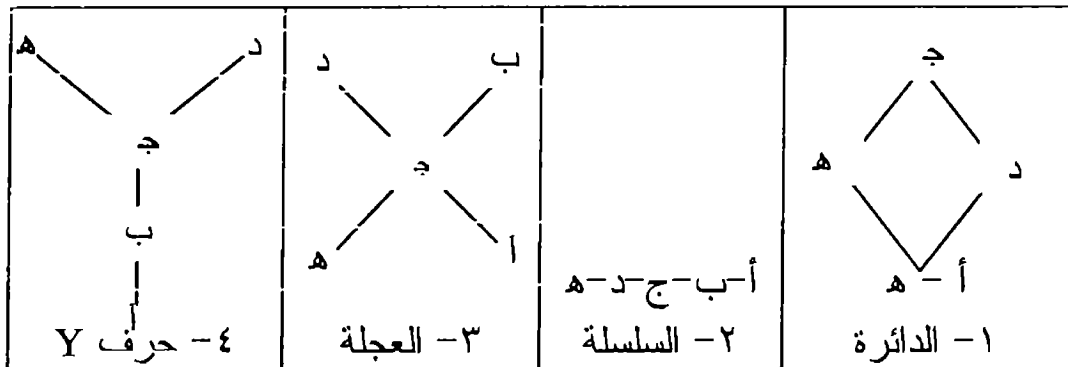 ج
ه د
أ - ه
١- الدائرة
أ-ب-ج-د-ه
٢- السلسلة
د ب
ج
ه أ
٣- العجلة
ه د
ج
ب
أ
٤- حرف Y